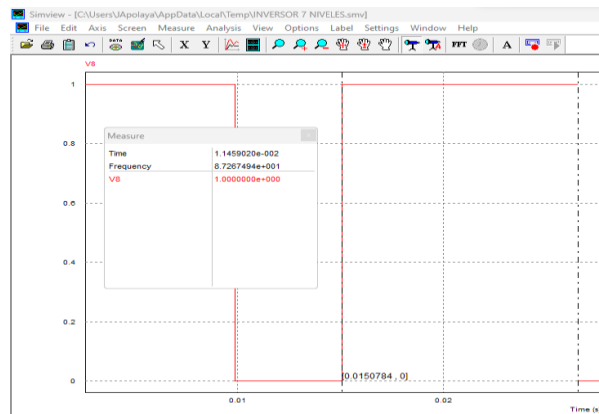 Simview - [C:\Users\JApolaya\AppData\Local\Temp\INVERSOR 7 NIVELES.smv]
File Edit Axis Screen Measure Analysis View Options Label Settings Window Help
X Y FFT A
V8
1
0.8
0.6
0.4
0.2
0
Measure
Time 1.1459020e-002
Frequency 8.7267494e+001
V8 1.0000000e+000
[0.0150784 , 0]
0.01 0.02
Time (s